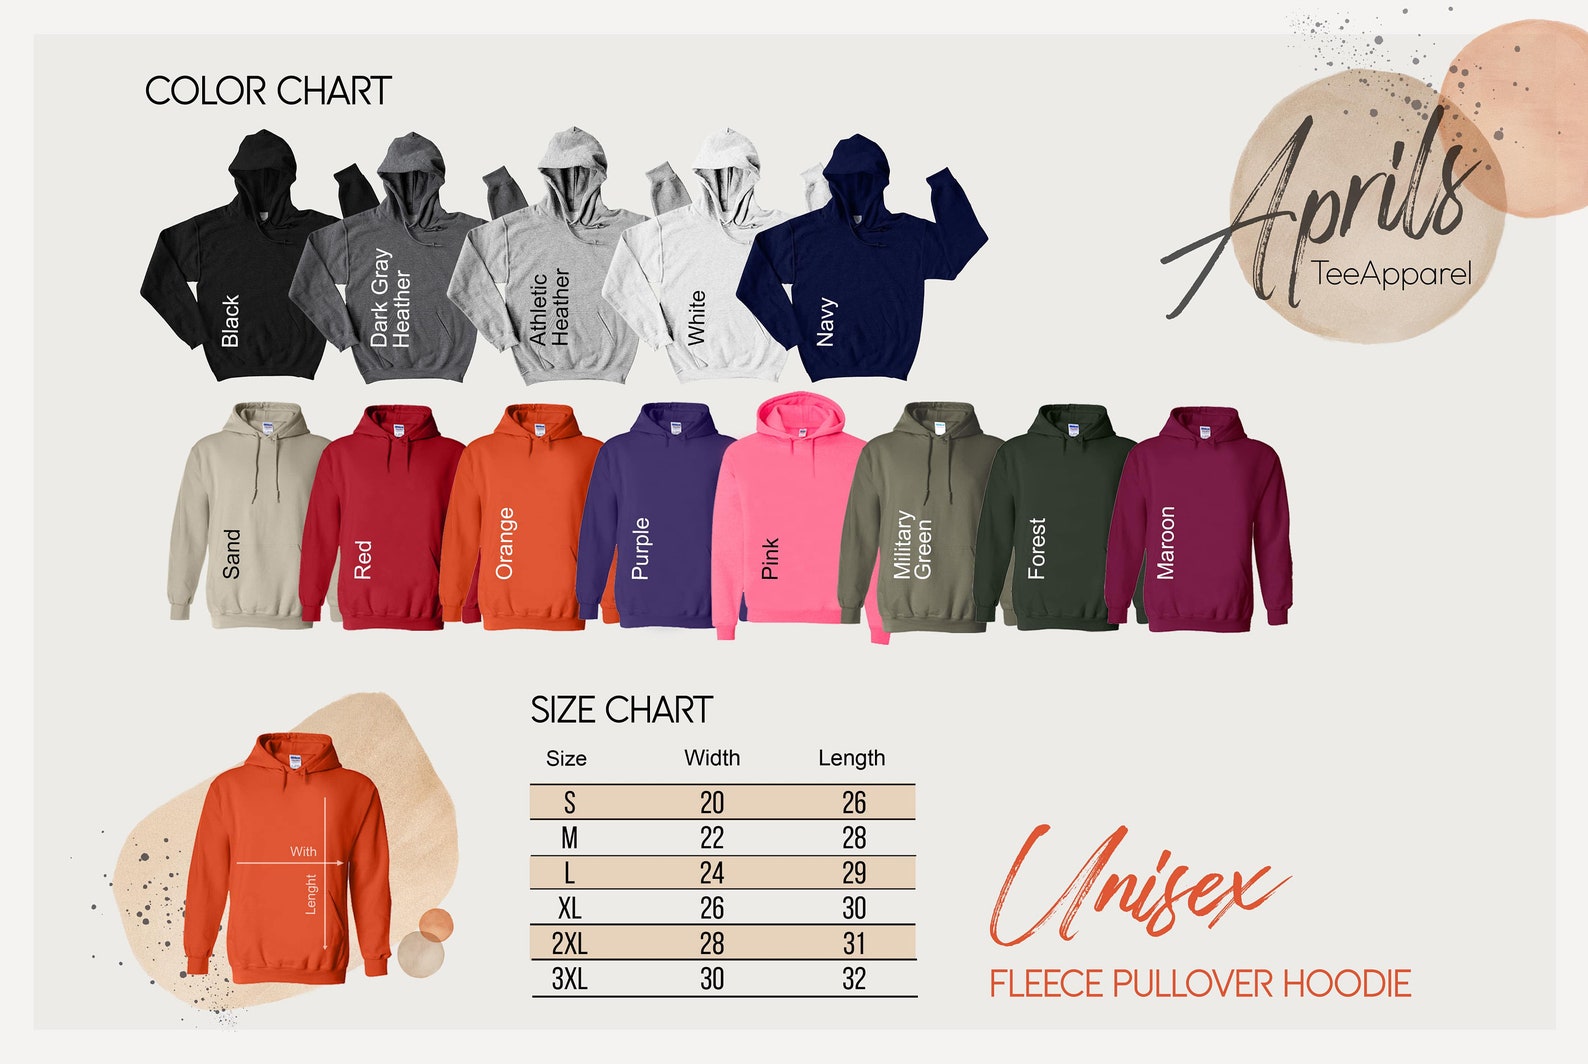 COLOR CHART
Aprils
TeeApparel
Black
Dark Gray
Heather
Athletic
Heather
White
Navy
Sand
Red
Orange
Purple
Pink
Military
Green
Forest
Maroon
SIZE CHART
Size Width Length
S 20 26
M 22 28
L 24 29
XL 26 30
2XL 28 31
3XL 30 32
With
Lenght
Unisex
FLEECE PULLOVER HOODIE